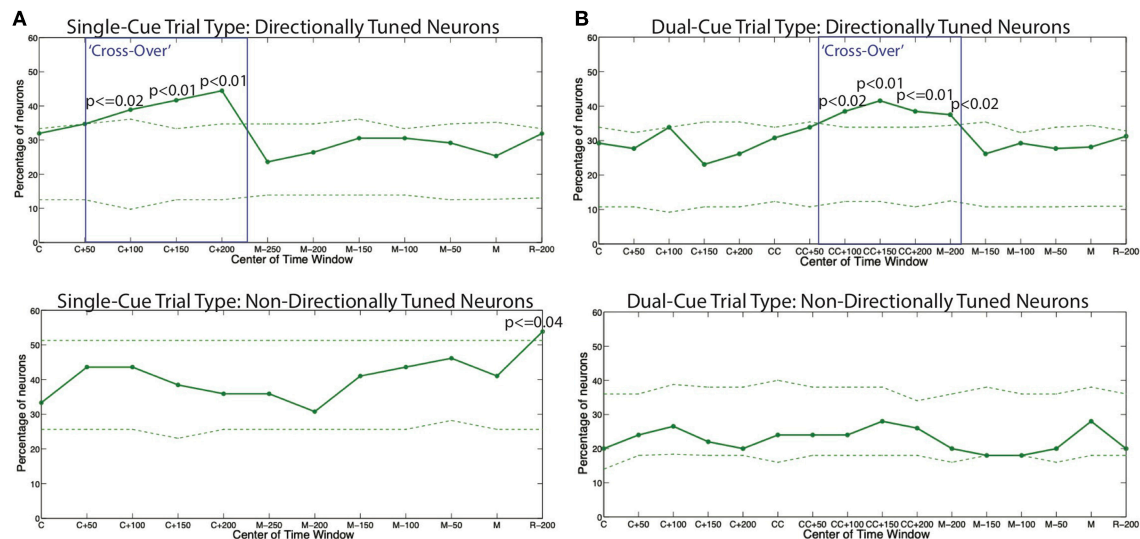 A
Single-Cue Trial Type: Directionally Tuned Neurons
'Cross-Over'
p<=0.02
p<0.01
p<0.01
Percentage of neurons
60
50
40
30
20
10
0
C C+50 C+100 C+150 C+200 M-250 M-200 M-150 M-100 M-50 M R-200
Center of Time Window
Single-Cue Trial Type: Non-Directionally Tuned Neurons
p<=0.04
Percentage of neurons
60
50
40
30
20
10
0
C C+50 C+100 C+150 C+200 M-250 M-200 M-150 M-100 M-50 M R-200
Center of Time Window
B
Dual-Cue Trial Type: Directionally Tuned Neurons
'Cross-Over'
p<0.02
p<0.01
p<=0.01
p<0.02
Percentage of neurons
60
50
40
30
20
10
0
C C+50 C+100 C+150 C+200 CC CC+50 CC+100 CC+150 CC+200 M-200 M-150 M-100 M-50 M R-200
Center of Time Window
Dual-Cue Trial Type: Non-Directionally Tuned Neurons
Percentage of neurons
60
50
40
30
20
10
0
C C+50 C+100 C+150 C+200 CC CC+50 CC+100 CC+150 CC+200 M-200 M-150 M-100 M-50 M R-200
Center of Time Window